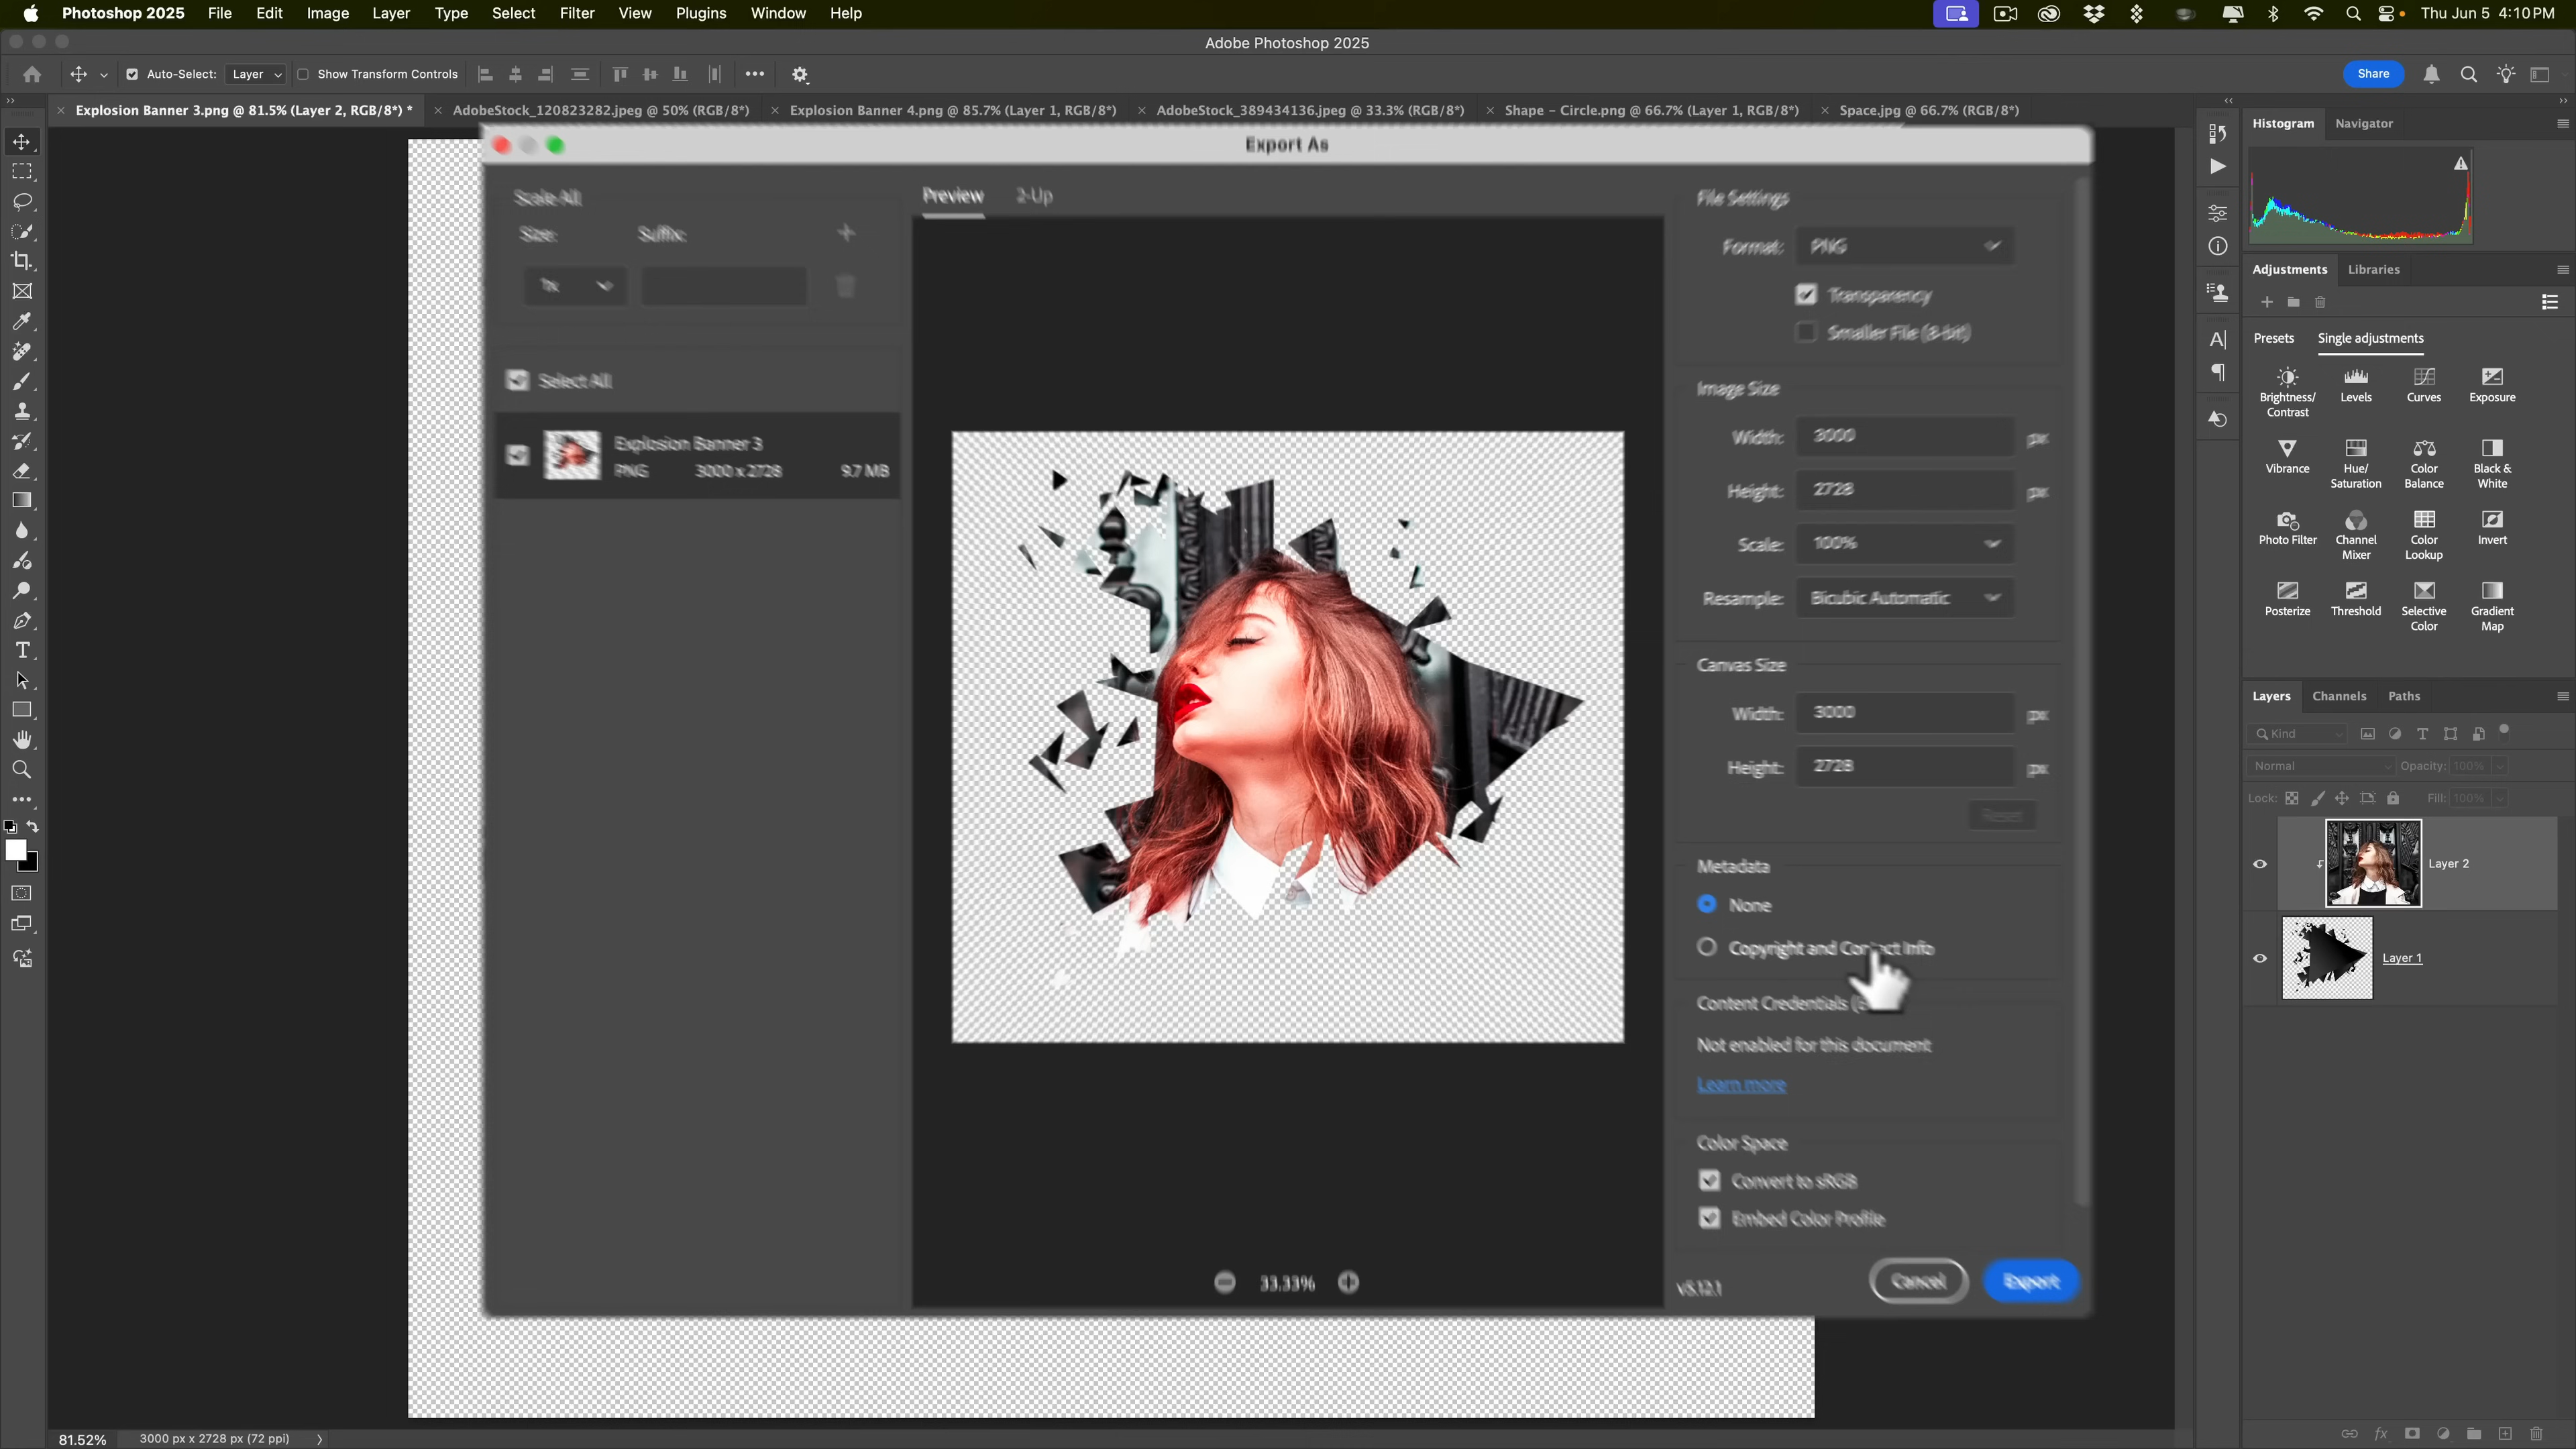 Photoshop 2025 File Edit Image Layer Type Select Filter View Plugins Window Help Thu Jun 5 4:10 PM
Adobe Photoshop 2025
Auto-Select: Layer Show Transform Controls Share
Explosion Banner 3.png @ 81.5% (Layer 2, RGB/8*) * AdobeStock_120823282.jpeg @ 50% (RGB/8*) Explosion Banner 4.png @ 85.7% (Layer 1, RGB/8*) AdobeStock_389434136.jpeg @ 33.3% (RGB/8*) Shape – Circle.png @ 66.7% (Layer 1, RGB/8*) Space.jpg @ 66.7% (RGB/8*)
Export As
Scale All
Size: Suffix:
1x
Select All
Explosion Banner 3
PNG 3000 x 2728 9.7 MB
Preview 2-Up
33.33%
File Settings
Format: PNG
Transparency
Smaller File (8-bit)
Image Size
Width: 3000 px
Height: 2728 px
Scale: 100%
Resample: Bicubic Automatic
Canvas Size
Width: 3000 px
Height: 2728 px
Reset
Metadata
None
Copyright and Contact Info
Content Credentials
Not enabled for this document
Learn more
Color Space
Convert to sRGB
Embed Color Profile
Cancel Export
Histogram Navigator
Adjustments Libraries
Presets Single adjustments
Brightness/ Levels Curves Exposure
Contrast
Vibrance Hue/ Color Black &
Saturation Balance White
Photo Filter Channel Color Invert
Mixer Lookup
Posterize Threshold Selective Gradient
Color Map
Layers Channels Paths
Kind
Normal Opacity: 100%
Lock: Fill: 100%
Layer 2
Layer 1
81.52% 3000 px x 2728 px (72 ppi)